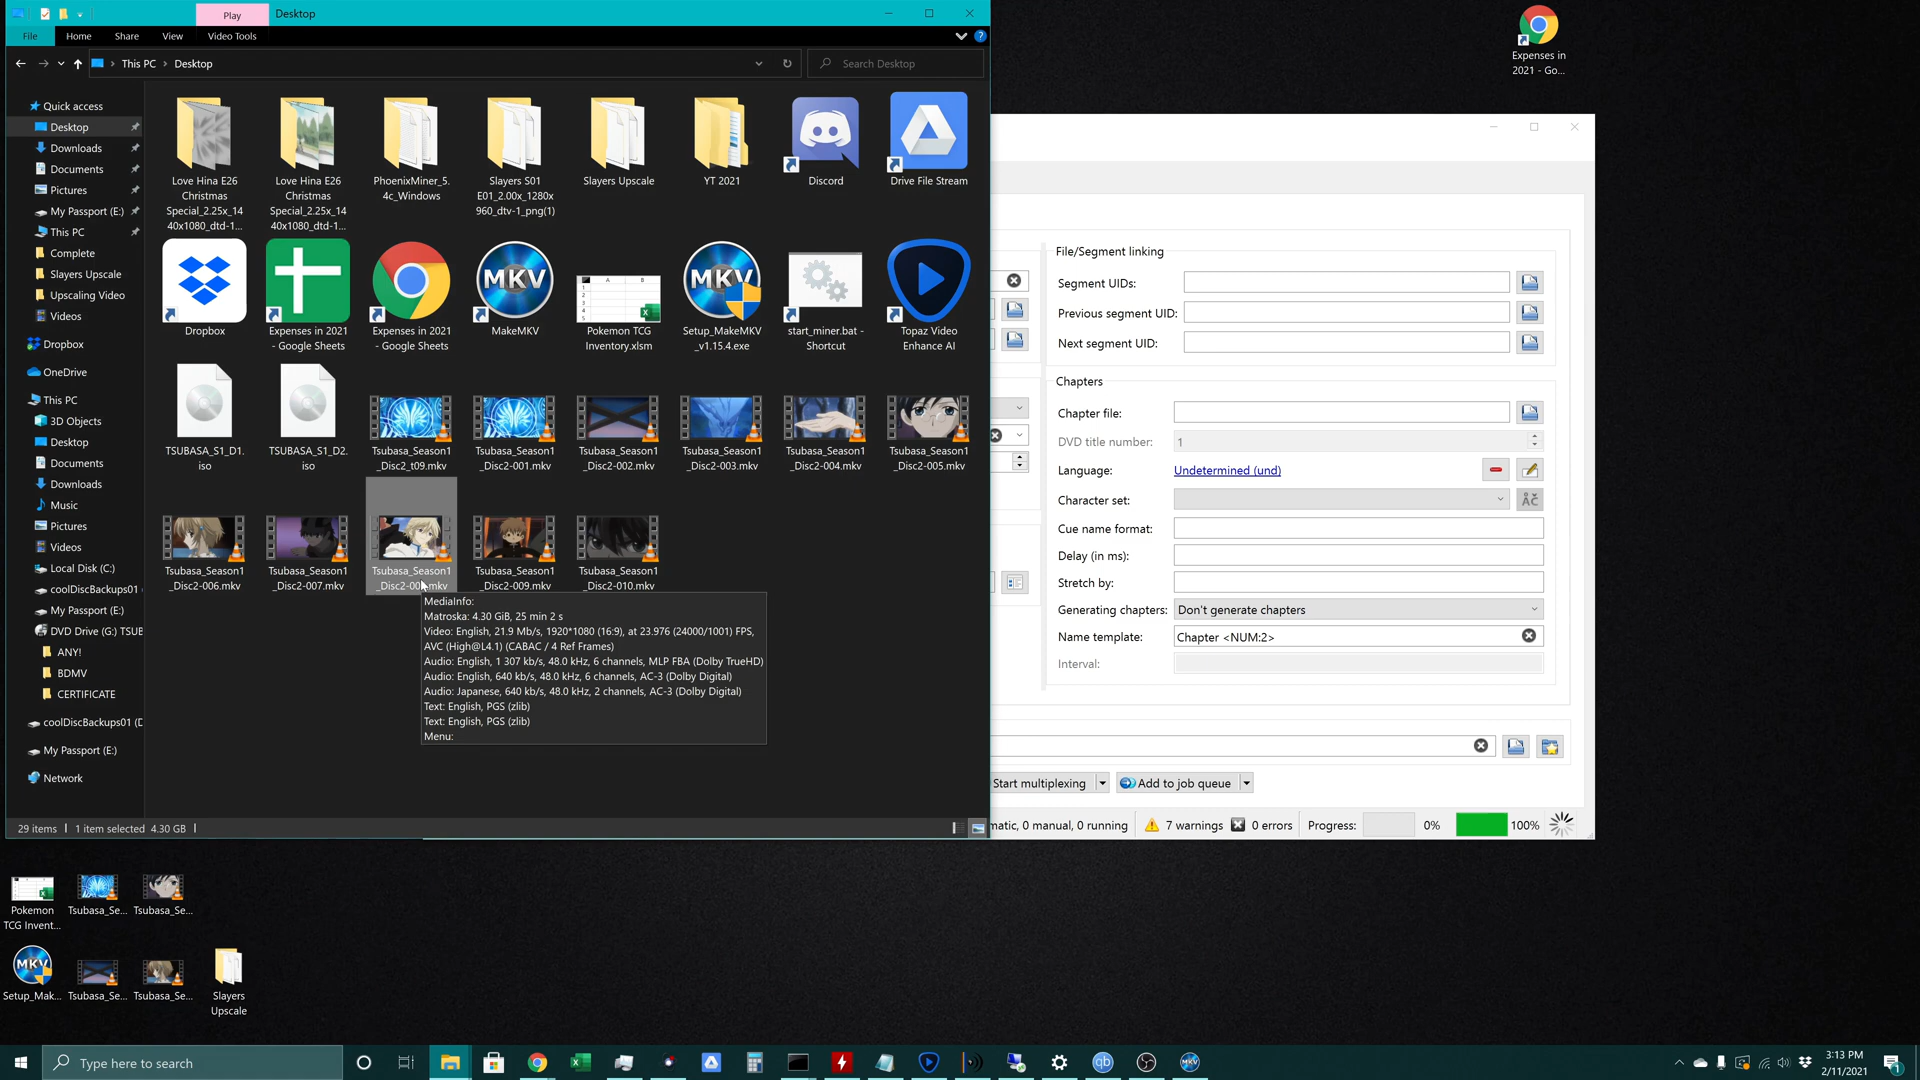 Play
Desktop
File
Home
Share
View
Video Tools
This PC
Desktop
Search Desktop
Quick access
Desktop
Downloads
Documents
Pictures
My Passport (E:)
This PC
Complete
Slayers Upscale
Upscaling Video
Videos
Dropbox
OneDrive
This PC
3D Objects
Desktop
Documents
Downloads
Music
Pictures
Videos
Local Disk (C:)
coolDiscBackups01
My Passport (E:)
DVD Drive (G:) TSUB
ANY!
BDMV
CERTIFICATE
coolDiscBackups01 (D
My Passport (E:)
Network
Love Hina E26
Christmas
Special_2.25x_14
40x1080_dtd-1...
Love Hina E26
Christmas
Special_2.25x_14
40x1080_dtd-1...
PhoenixMiner_5.
4c_Windows
Slayers S01
E01_2.00x_1280x
960_dtv-1_png(1)
Slayers Upscale
YT 2021
Discord
Drive File Stream
Dropbox
Expenses in 2021
- Google Sheets
Expenses in 2021
- Google Sheets
MKV
MakeMKV
Pokemon TCG
Inventory.xlsm
MKV
Setup_MakeMKV
_v1.15.4.exe
start_miner.bat -
Shortcut
Topaz Video
Enhance AI
TSUBASA_S1_D1.
iso
TSUBASA_S1_D2.
iso
Tsubasa_Season1
_Disc2_t09.mkv
Tsubasa_Season1
_Disc2-001.mkv
Tsubasa_Season1
_Disc2-002.mkv
Tsubasa_Season1
_Disc2-003.mkv
Tsubasa_Season1
_Disc2-004.mkv
Tsubasa_Season1
_Disc2-005.mkv
Tsubasa_Season1
_Disc2-006.mkv
Tsubasa_Season1
_Disc2-007.mkv
Tsubasa_Season1
Tsubasa_Season1
_Disc2-009.mkv
Tsubasa_Season1
_Disc2-010.mkv
MediaInfo:
Matroska: 4.30 GiB, 25 min 2 s
Video: English, 21.9 Mb/s, 1920*1080 (16:9), at 23.976 (24000/1001) FPS,
AVC (High@L4.1) (CABAC / 4 Ref Frames)
Audio: English, 1 307 kb/s, 48.0 kHz, 6 channels, MLP FBA (Dolby TrueHD)
Audio: English, 640 kb/s, 48.0 kHz, 6 channels, AC-3 (Dolby Digital)
Audio: Japanese, 640 kb/s, 48.0 kHz, 2 channels, AC-3 (Dolby Digital)
Text: English, PGS (zlib)
Text: English, PGS (zlib)
Menu:
29 items
1 item selected 4.30 GB
Expenses in
2021 - Go...
File/Segment linking
Segment UIDs:
Previous segment UID:
Next segment UID:
Chapters
Chapter file:
DVD title number:
1
Language:
Undetermined (und)
Character set:
Cue name format:
Delay (in ms):
Stretch by:
Generating chapters:
Don't generate chapters
Name template:
Chapter <NUM:2>
Interval:
Start multiplexing
Add to job queue
matic, 0 manual, 0 running
7 warnings
0 errors
Progress:
0%
100%
Pokemon
TCG Invent...
Tsubasa_Se...
Tsubasa_Se...
MKV
Setup_Mak...
Tsubasa_Se...
Tsubasa_Se...
Slayers
Upscale
Type here to search
qb
MKV
3:13 PM
2/11/2021
1